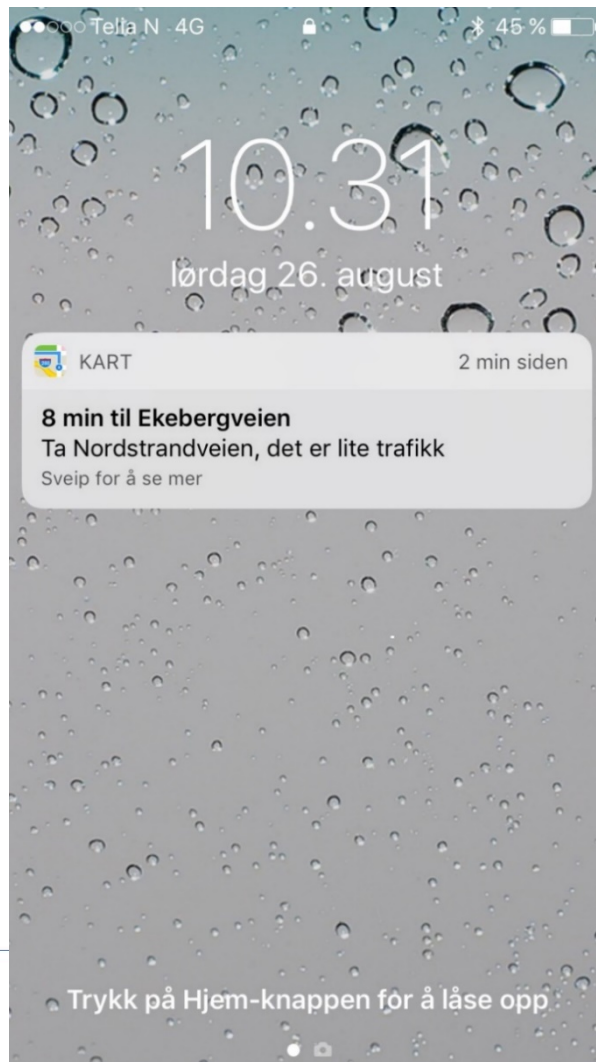 Telia N 4G 45 %
10.31
lørdag 26. august
KART 2 min siden
8 min til Ekebergveien
Ta Nordstrandveien, det er lite trafikk
Sveip for å se mer
Trykk på Hjem-knappen for å låse opp